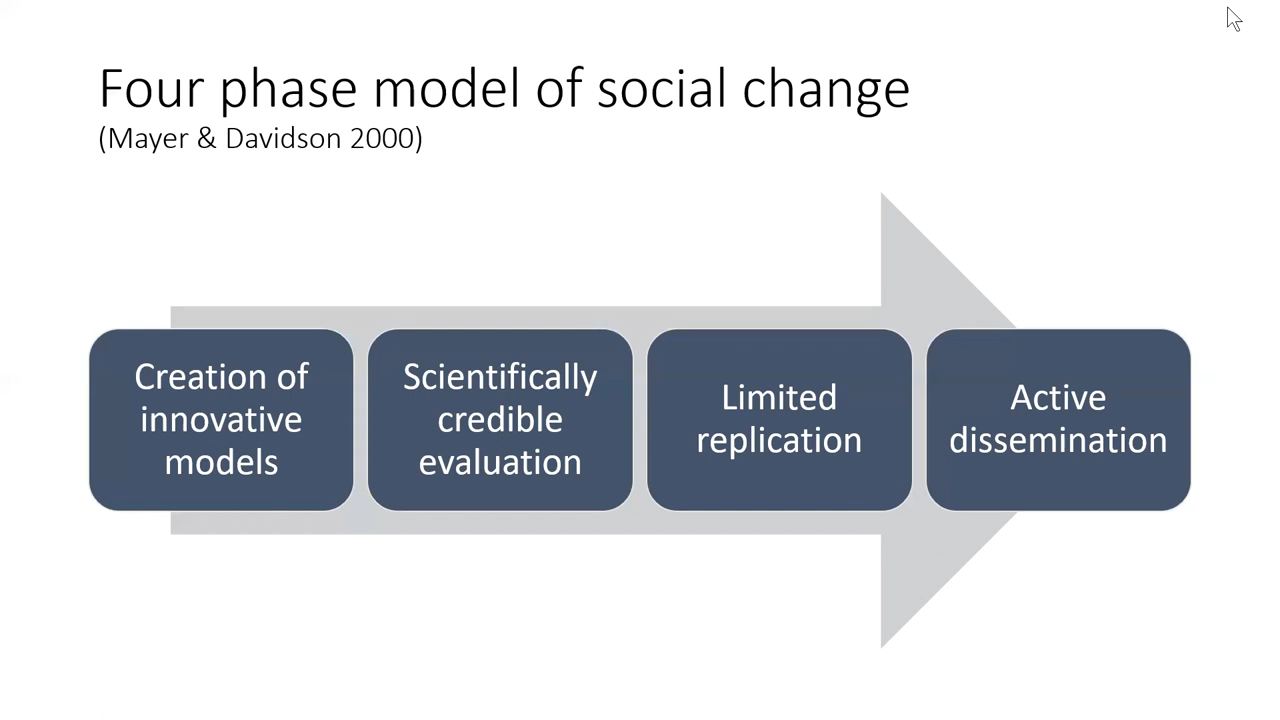 Four phase model of social change
(Mayer & Davidson 2000)
Creation of
innovative
models
Scientifically
credible
evaluation
Limited
replication
Active
dissemination